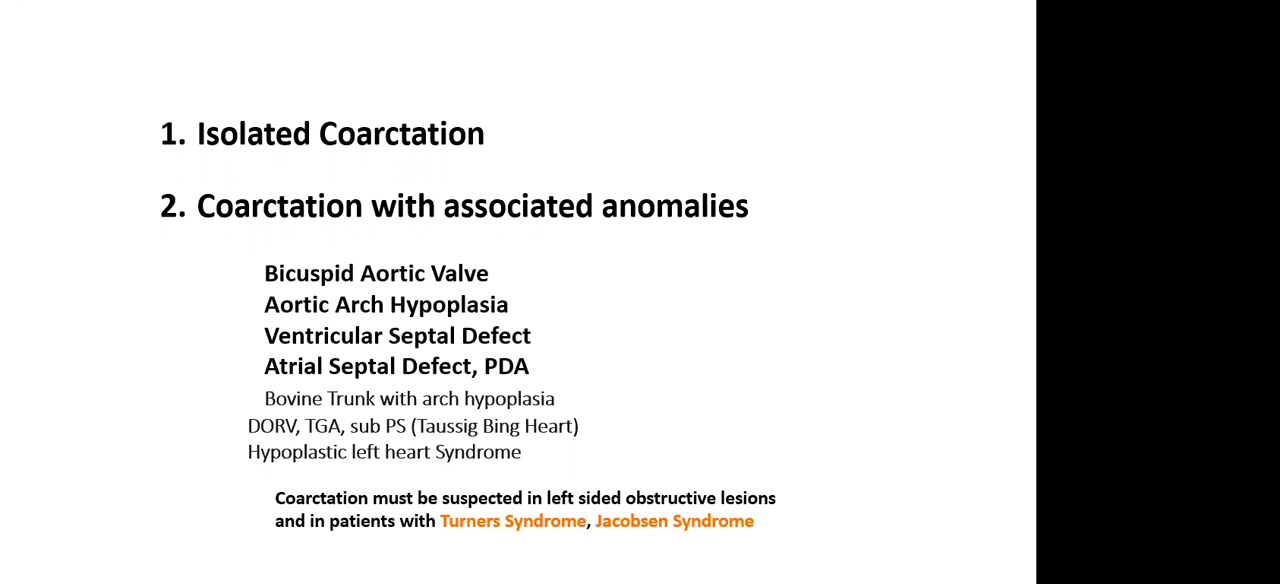 1. Isolated Coarctation
2. Coarctation with associated anomalies
Bicuspid Aortic Valve
Aortic Arch Hypoplasia
Ventricular Septal Defect
Atrial Septal Defect, PDA
Bovine Trunk with arch hypoplasia
DORV, TGA, sub PS (Taussig Bing Heart)
Hypoplastic left heart Syndrome
Coarctation must be suspected in left sided obstructive lesions
and in patients with Turners Syndrome, Jacobsen Syndrome